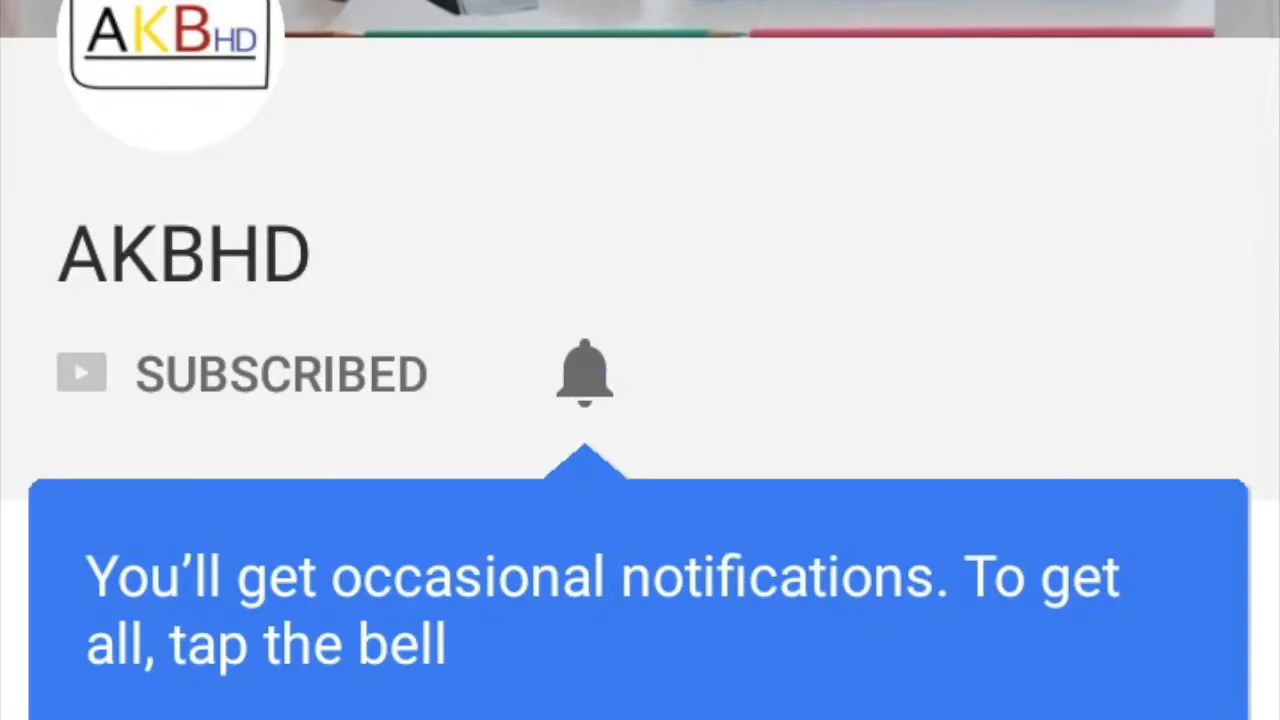 AKBHD
AKBHD
SUBSCRIBED
You’ll get occasional notifications. To get
all, tap the bell